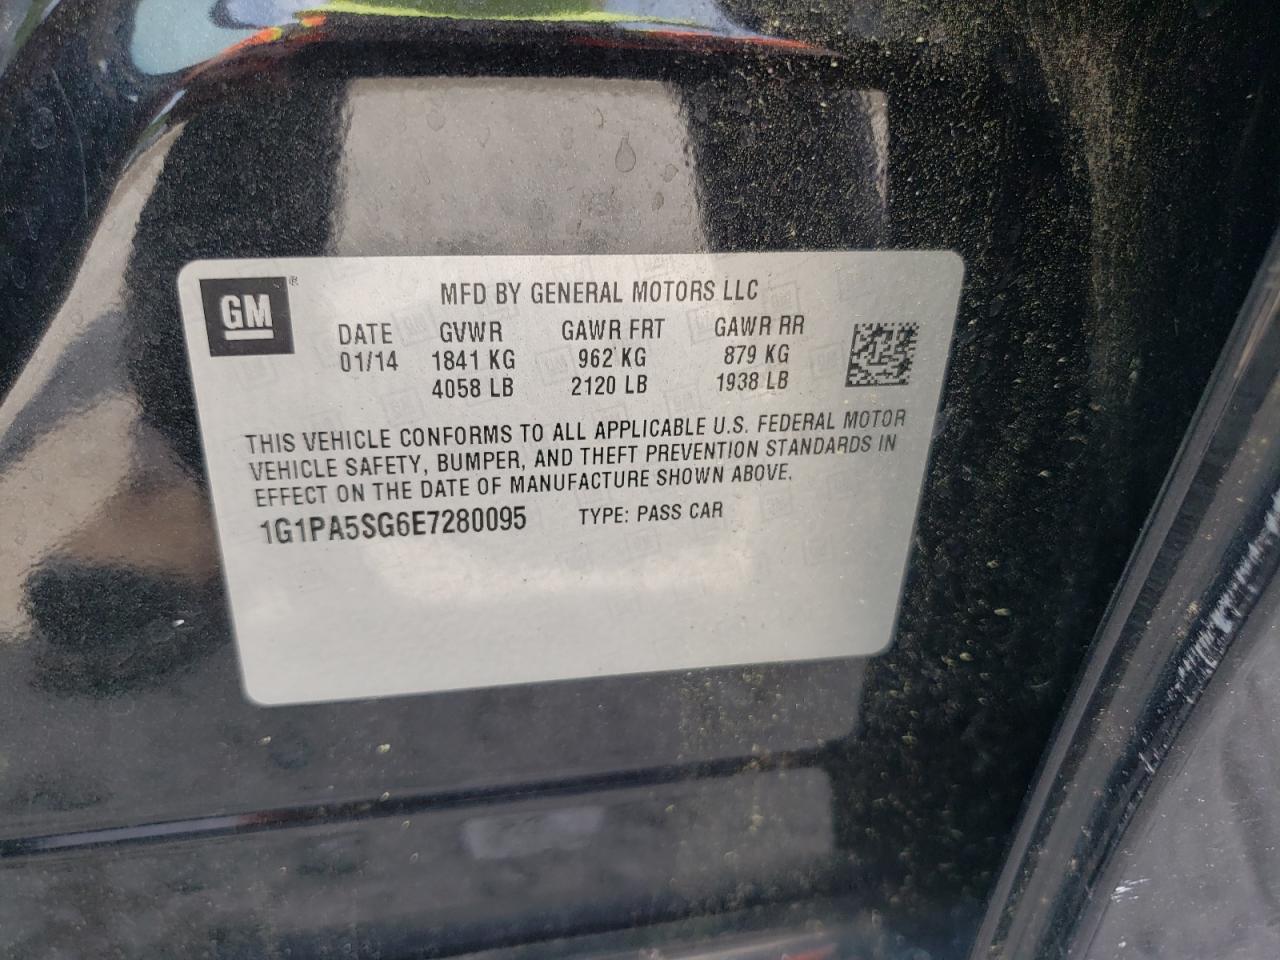 GM ®
MFD BY GENERAL MOTORS LLC
DATE GVWR GAWR FRT GAWR RR
01/14 1841 KG 962 KG 879 KG
4058 LB 2120 LB 1938 LB
THIS VEHICLE CONFORMS TO ALL APPLICABLE U.S. FEDERAL MOTOR
VEHICLE SAFETY, BUMPER, AND THEFT PREVENTION STANDARDS IN
EFFECT ON THE DATE OF MANUFACTURE SHOWN ABOVE.
1G1PA5SG6E7280095 TYPE: PASS CAR